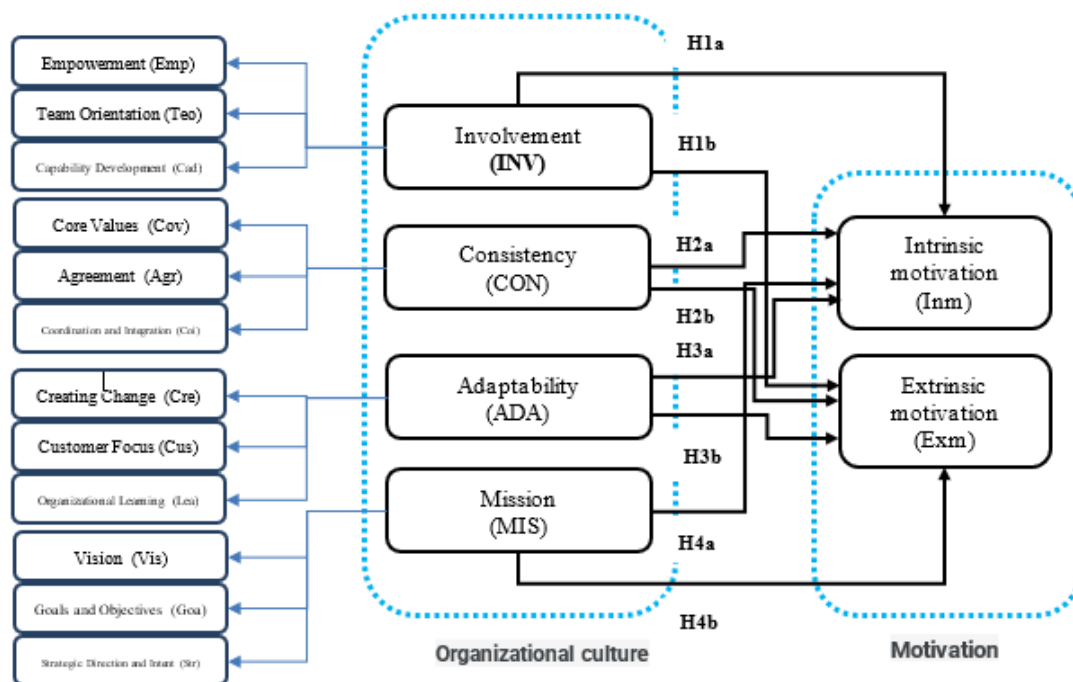 Empowerment (Emp)
Team Orientation (Teo)
Capability Development (Cad)
Core Values (Cov)
Agreement (Agr)
Coordination and Integration (Coi)
Creating Change (Cre)
Customer Focus (Cus)
Organizational Learning (Lea)
Vision (Vis)
Goals and Objectives (Goa)
Strategic Direction and Intent (Str)
Involvement
(INV)
Consistency
(CON)
Adaptability
(ADA)
Mission
(MIS)
Organizational culture
H1a
H1b
H2a
H2b
H3a
H3b
H4a
H4b
Intrinsic
motivation
(Inm)
Extrinsic
motivation
(Exm)
Motivation